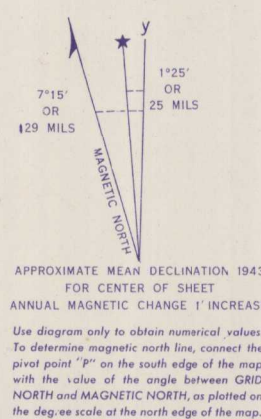 y
1°25'
OR
25 MILS
7°15'
OR
129 MILS
MAGNETIC NORTH
APPROXIMATE MEAN DECLINATION 1943
FOR CENTER OF SHEET
ANNUAL MAGNETIC CHANGE 1' INCREAS
Use diagram only to obtain numerical values
To determine magnetic north line, connect the
pivot point "P" on the south edge of the map
with the value of the angle between GRID
NORTH and MAGNETIC NORTH, as plotted on
the degree scale at the north edge of the map.